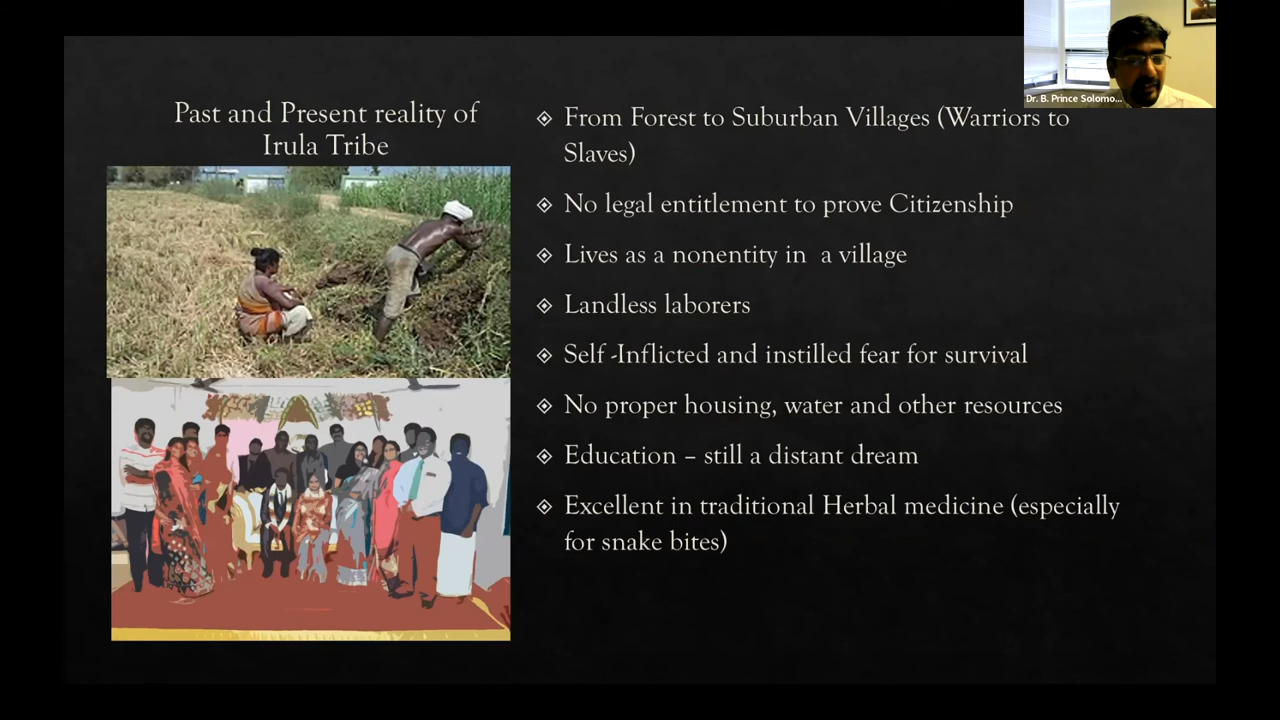 Dr. B. Prince Solomo...
Past and Present reality of
Irula Tribe
From Forest to Suburban Villages (Warriors to
Slaves)
No legal entitlement to prove Citizenship
Lives as a nonentity in  a village
Landless laborers
Self -Inflicted and instilled fear for survival
No proper housing, water and other resources
Education – still a distant dream
Excellent in traditional Herbal medicine (especially
for snake bites)